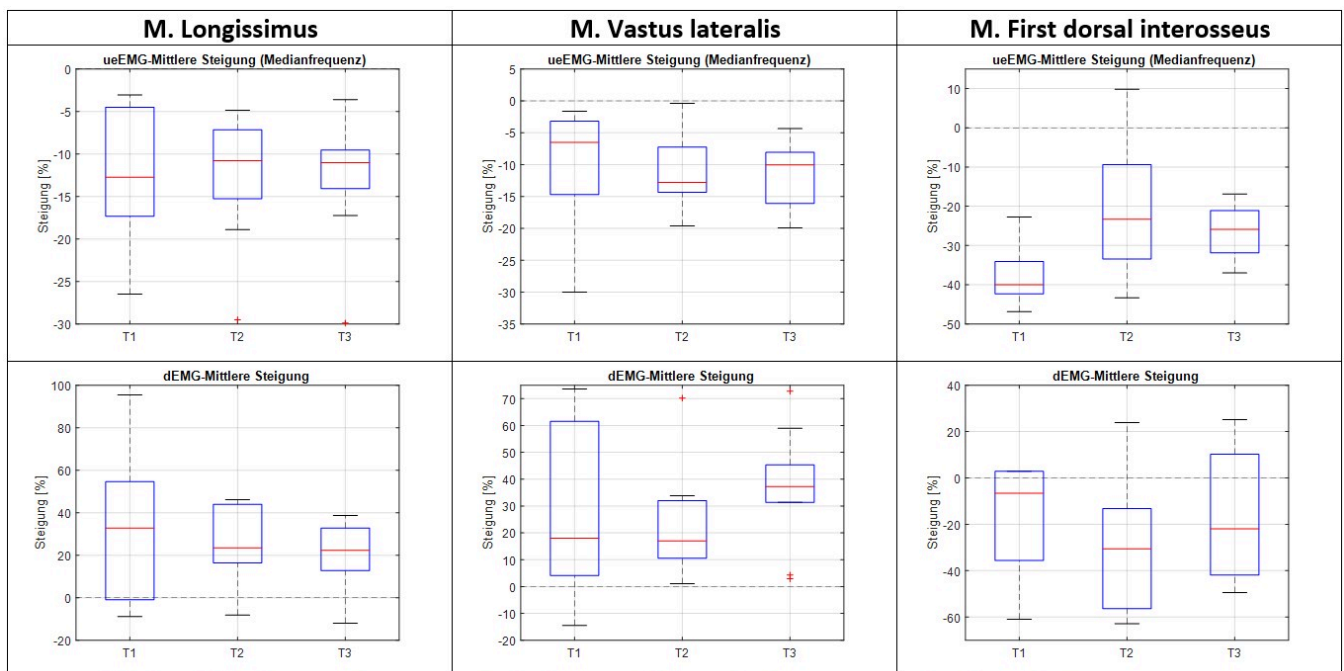 M. Longissimus
M. Vastus lateralis
M. First dorsal interosseus
ueEMG-Mittlere Steigung (Medianfrequenz)
0
-5
-10
-15
-20
-25
-30
Steigung [%]
T1 T2 T3
ueEMG-Mittlere Steigung (Medianfrequenz)
5
0
-5
-10
-15
-20
-25
-30
-35
Steigung [%]
T1 T2 T3
ueEMG-Mittlere Steigung (Medianfrequenz)
10
0
-10
-20
-30
-40
-50
Steigung [%]
T1 T2 T3
dEMG-Mittlere Steigung
100
80
60
40
20
0
-20
Steigung [%]
T1 T2 T3
dEMG-Mittlere Steigung
70
60
50
40
30
20
10
0
-10
-20
Steigung [%]
T1 T2 T3
dEMG-Mittlere Steigung
40
20
0
-20
-40
-60
Steigung [%]
T1 T2 T3